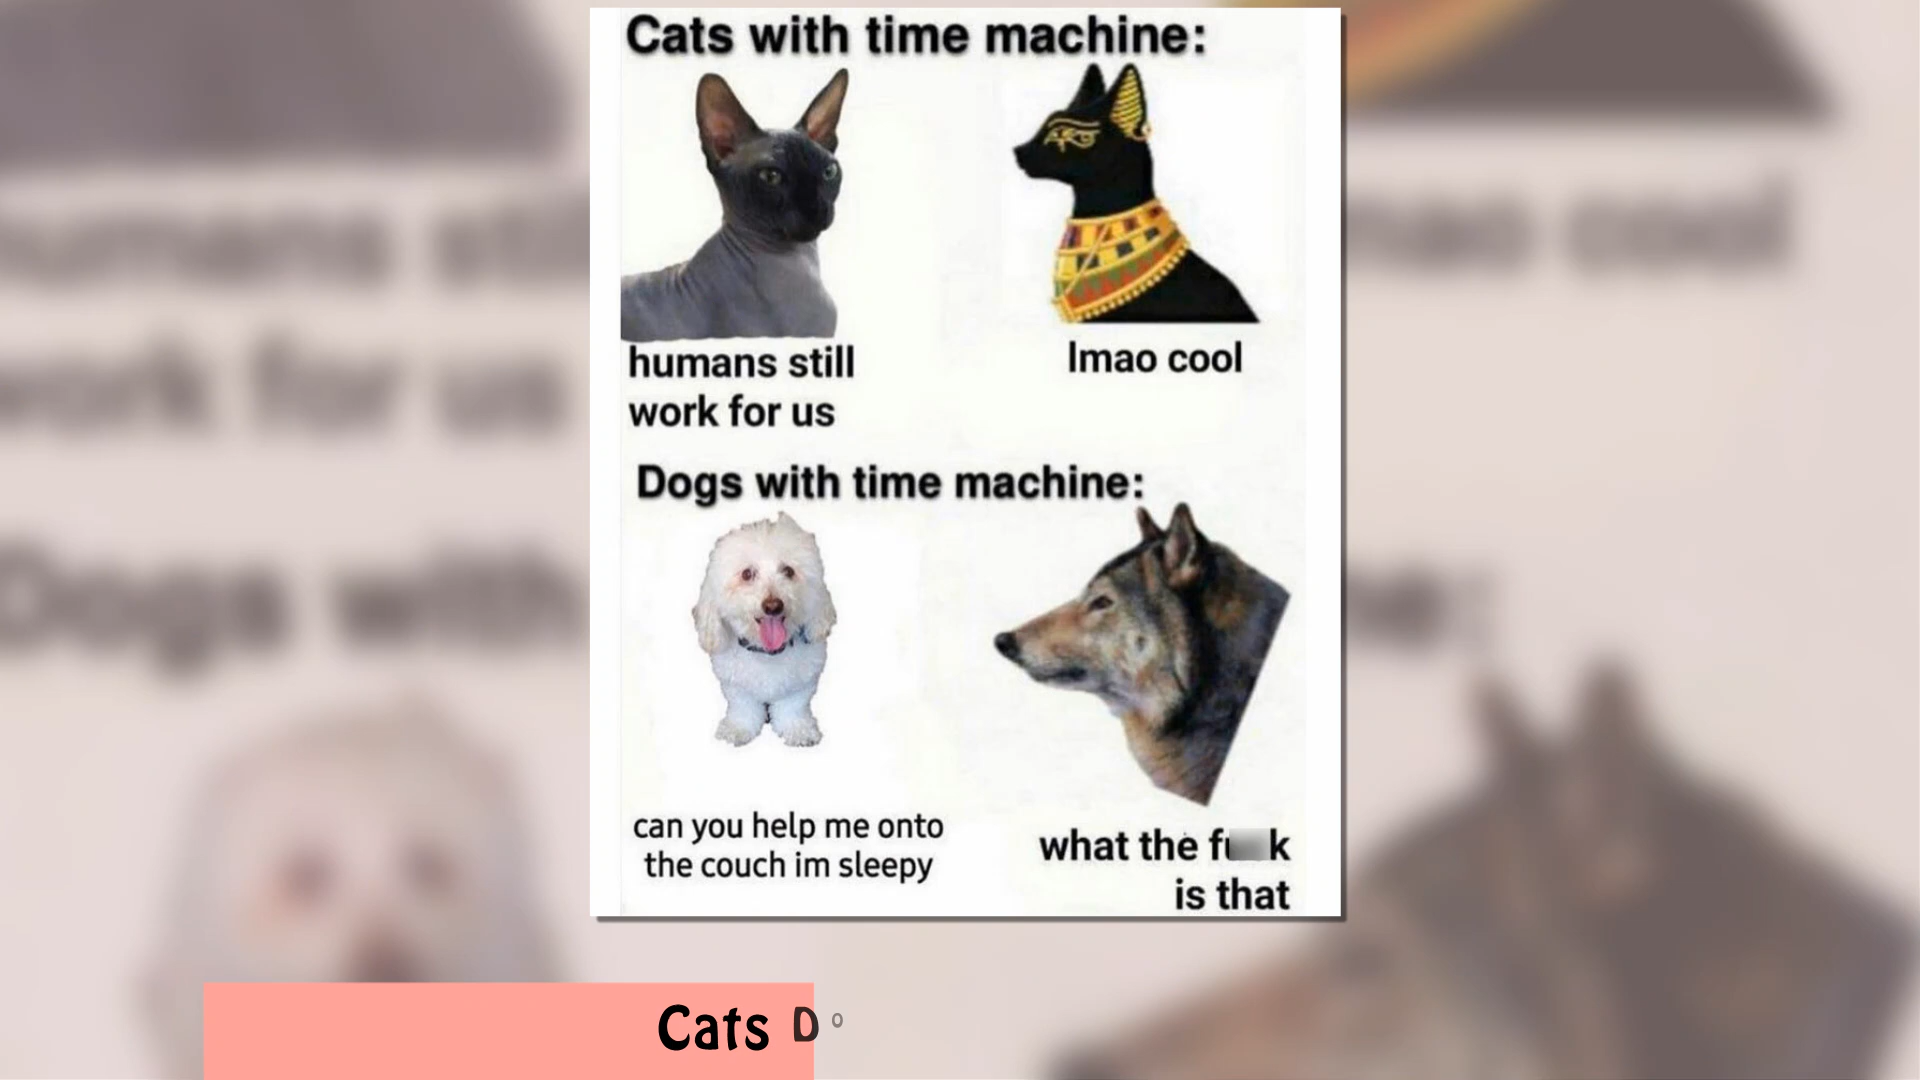 Cats with time machine:
humans still
work for us
lmao cool
Dogs with time machine:
can you help me onto
the couch im sleepy
what the f k
is that
Cats Do